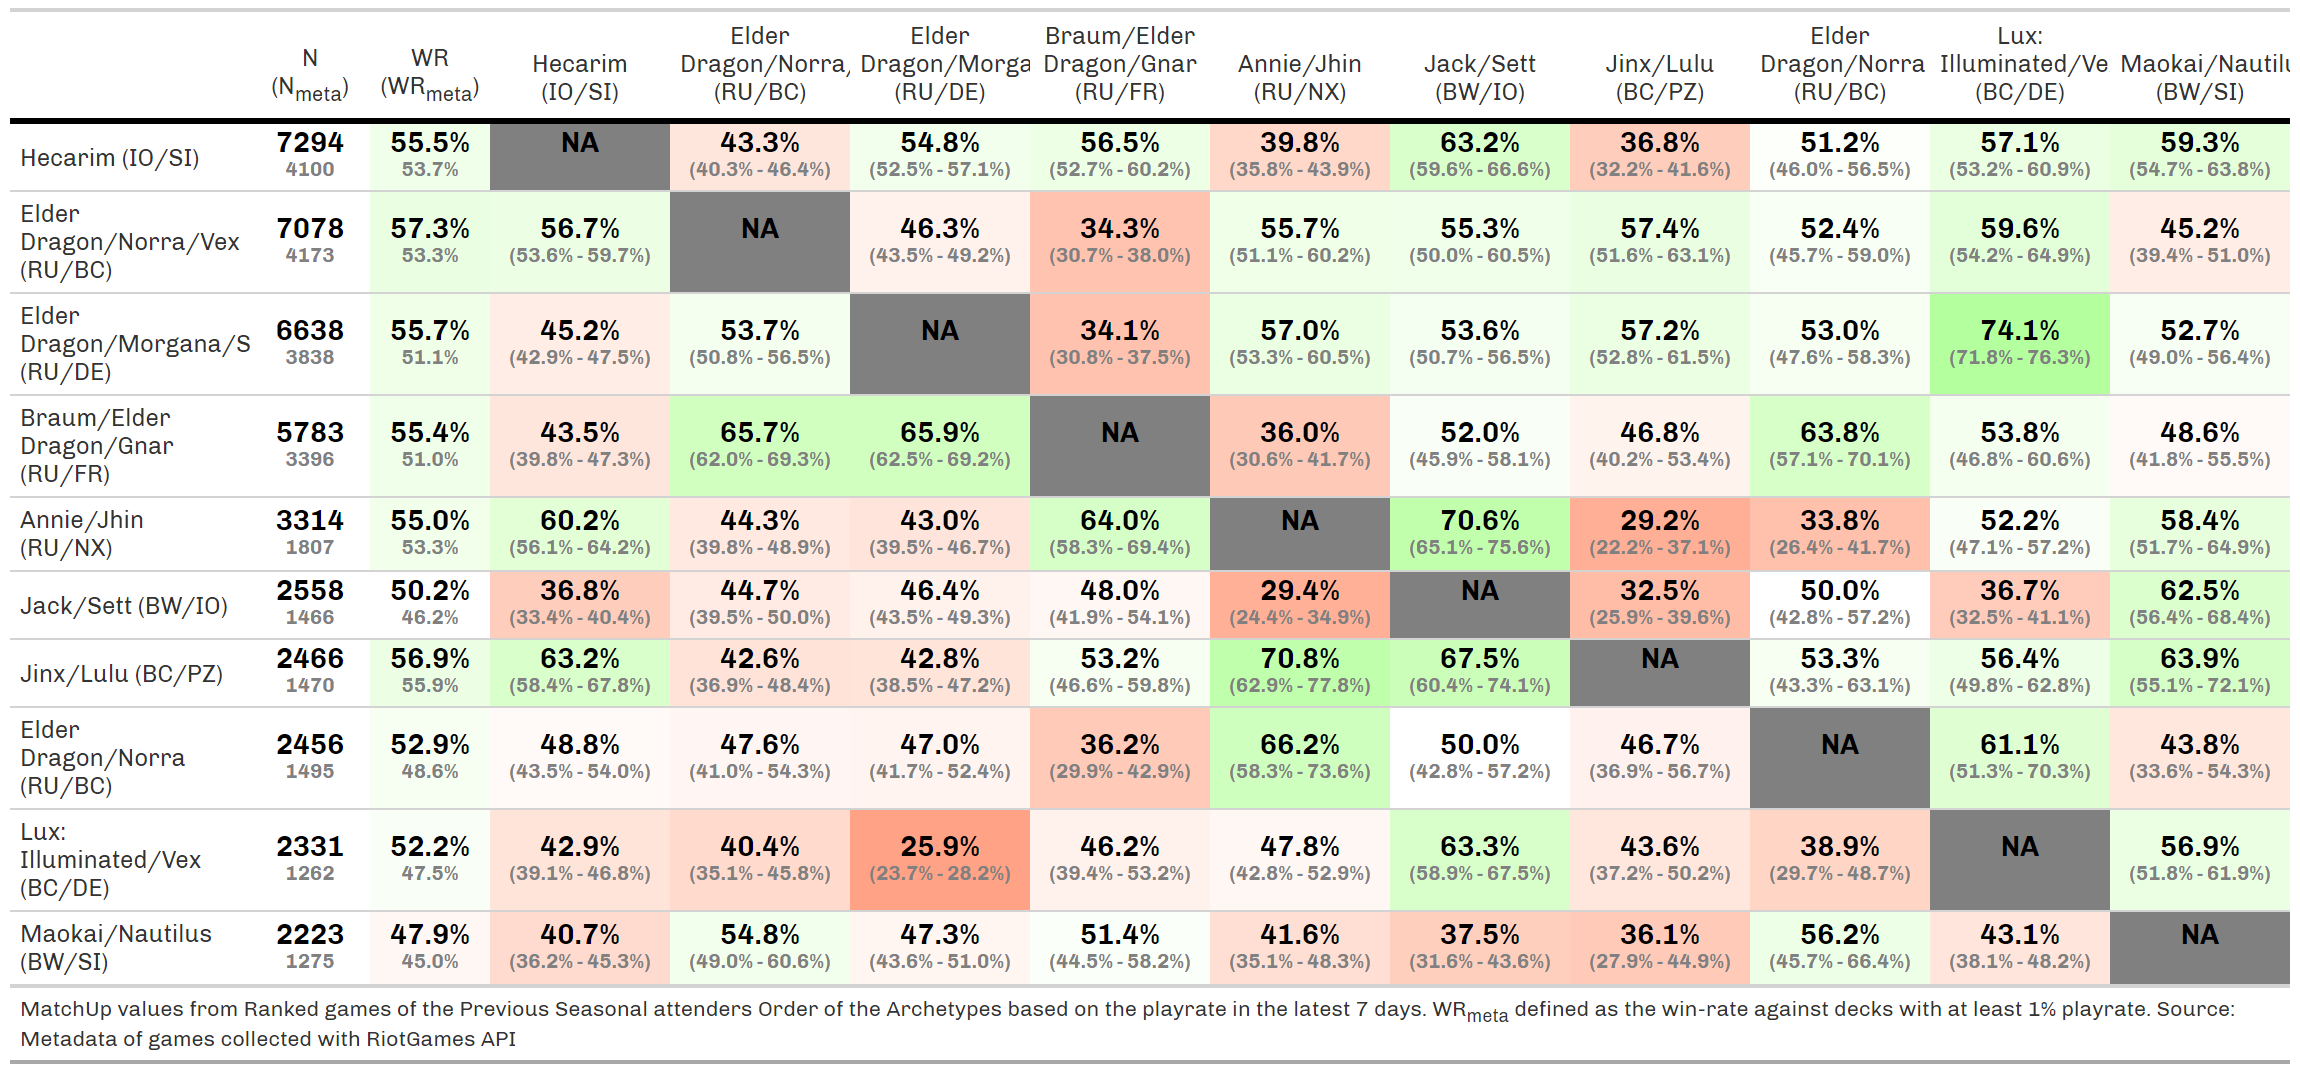 N WR Elder Elder Braum/Elder Elder Lux:
(Nmeta) (WRmeta) Hecarim Dragon/Norra, Dragon/Morga Dragon/Gnar Annie/Jhin Jack/Sett Jinx/Lulu Dragon/Norra Illuminated/Ve Maokai/Nautilu
(IO/SI) (RU/BC) (RU/DE) (RU/FR) (RU/NX) (BW/IO) (BC/PZ) (RU/BC) (BC/DE) (BW/SI)
Hecarim (IO/SI) 7294 55.5% NA 43.3% 54.8% 56.5% 39.8% 63.2% 36.8% 51.2% 57.1% 59.3%
4100 53.7% (40.3% - 46.4%) (52.5% - 57.1%) (52.7% - 60.2%) (35.8% - 43.9%) (59.6% - 66.6%) (32.2% - 41.6%) (46.0% - 56.5%) (53.2% - 60.9%) (54.7% - 63.8%)
Elder
Dragon/Norra/Vex 7078 57.3% 56.7% NA 46.3% 34.3% 55.7% 55.3% 57.4% 52.4% 59.6% 45.2%
(RU/BC) 4173 53.3% (53.6% - 59.7%) (43.5% - 49.2%) (30.7% - 38.0%) (51.1% - 60.2%) (50.0% - 60.5%) (51.6% - 63.1%) (45.7% - 59.0%) (54.2% - 64.9%) (39.4% - 51.0%)
Elder
Dragon/Morgana/S 6638 55.7% 45.2% 53.7% NA 34.1% 57.0% 53.6% 57.2% 53.0% 74.1% 52.7%
(RU/DE) 3838 51.1% (42.9% - 47.5%) (50.8% - 56.5%) (30.8% - 37.5%) (53.3% - 60.5%) (50.7% - 56.5%) (52.8% - 61.5%) (47.6% - 58.3%) (71.8% - 76.3%) (49.0% - 56.4%)
Braum/Elder
Dragon/Gnar 5783 55.4% 43.5% 65.7% 65.9% NA 36.0% 52.0% 46.8% 63.8% 53.8% 48.6%
(RU/FR) 3396 51.0% (39.8% - 47.3%) (62.0% - 69.3%) (62.5% - 69.2%) (30.6% - 41.7%) (45.9% - 58.1%) (40.2% - 53.4%) (57.1% - 70.1%) (46.8% - 60.6%) (41.8% - 55.5%)
Annie/Jhin 3314 55.0% 60.2% 44.3% 43.0% 64.0% NA 70.6% 29.2% 33.8% 52.2% 58.4%
(RU/NX) 1807 53.3% (56.1% - 64.2%) (39.8% - 48.9%) (39.5% - 46.7%) (58.3% - 69.4%) (65.1% - 75.6%) (22.2% - 37.1%) (26.4% - 41.7%) (47.1% - 57.2%) (51.7% - 64.9%)
Jack/Sett (BW/IO) 2558 50.2% 36.8% 44.7% 46.4% 48.0% 29.4% NA 32.5% 50.0% 36.7% 62.5%
1466 46.2% (33.4% - 40.4%) (39.5% - 50.0%) (43.5% - 49.3%) (41.9% - 54.1%) (24.4% - 34.9%) (25.9% - 39.6%) (42.8% - 57.2%) (32.5% - 41.1%) (56.4% - 68.4%)
Jinx/Lulu (BC/PZ) 2466 56.9% 63.2% 42.6% 42.8% 53.2% 70.8% 67.5% NA 53.3% 56.4% 63.9%
1470 55.9% (58.4% - 67.8%) (36.9% - 48.4%) (38.5% - 47.2%) (46.6% - 59.8%) (62.9% - 77.8%) (60.4% - 74.1%) (43.3% - 63.1%) (49.8% - 62.8%) (55.1% - 72.1%)
Elder
Dragon/Norra 2456 52.9% 48.8% 47.6% 47.0% 36.2% 66.2% 50.0% 46.7% NA 61.1% 43.8%
(RU/BC) 1495 48.6% (43.5% - 54.0%) (41.0% - 54.3%) (41.7% - 52.4%) (29.9% - 42.9%) (58.3% - 73.6%) (42.8% - 57.2%) (36.9% - 56.7%) (51.3% - 70.3%) (33.6% - 54.3%)
Lux:
Illuminated/Vex 2331 52.2% 42.9% 40.4% 25.9% 46.2% 47.8% 63.3% 43.6% 38.9% NA 56.9%
(BC/DE) 1262 47.5% (39.1% - 46.8%) (35.1% - 45.8%) (23.7% - 28.2%) (39.4% - 53.2%) (42.8% - 52.9%) (58.9% - 67.5%) (37.2% - 50.2%) (29.7% - 48.7%) (51.8% - 61.9%)
Maokai/Nautilus 2223 47.9% 40.7% 54.8% 47.3% 51.4% 41.6% 37.5% 36.1% 56.2% 43.1% NA
(BW/SI) 1275 45.0% (36.2% - 45.3%) (49.0% - 60.6%) (43.6% - 51.0%) (44.5% - 58.2%) (35.1% - 48.3%) (31.6% - 43.6%) (27.9% - 44.9%) (45.7% - 66.4%) (38.1% - 48.2%)
MatchUp values from Ranked games of the Previous Seasonal attenders Order of the Archetypes based on the playrate in the latest 7 days. WRmeta defined as the win-rate against decks with at least 1% playrate. Source:
Metadata of games collected with RiotGames API